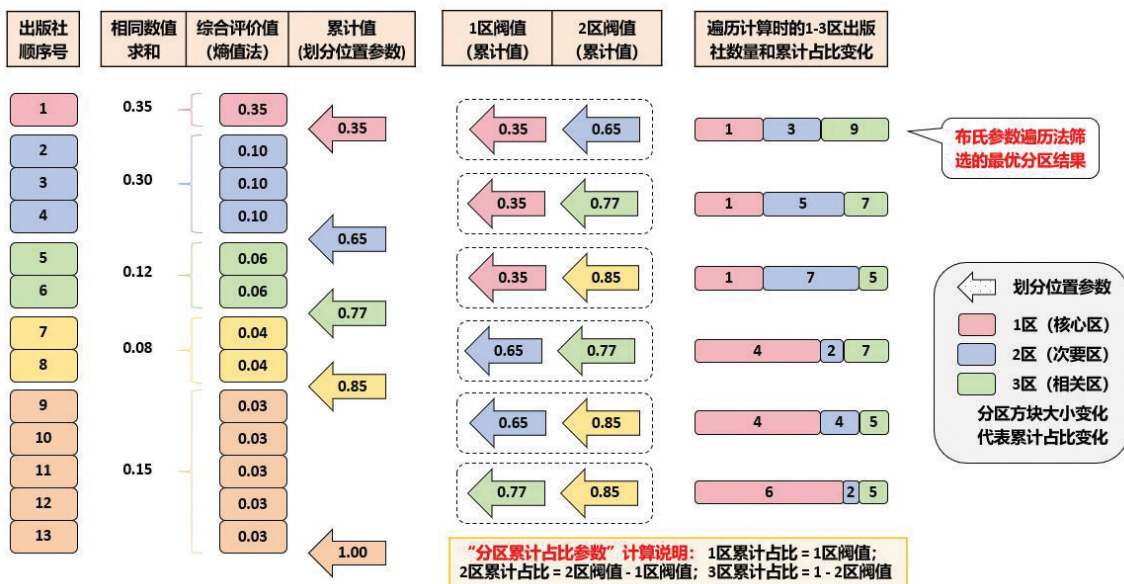 出版社
顺序号
相同数值
求和
综合评价值
(熵值法)
累计值
(划分位置参数)
1区阀值
(累计值)
2区阀值
(累计值)
遍历计算时的1-3区出版
社数量和累计占比变化
1
2
3
4
5
6
7
8
9
10
11
12
13
0.35
0.30
0.12
0.08
0.15
0.35
0.10
0.10
0.10
0.06
0.06
0.04
0.04
0.03
0.03
0.03
0.03
0.03
0.35
0.65
0.77
0.85
1.00
0.35 0.65
0.35 0.77
0.35 0.85
0.65 0.77
0.65 0.85
0.77 0.85
1 3 9
1 5 7
1 7 5
4 2 7
4 4 5
6 2 5
布氏参数遍历法筛
选的最优分区结果
划分位置参数
1区（核心区）
2区（次要区）
3区（相关区）
分区方块大小变化
代表累计占比变化
“分区累计占比参数”计算说明：1区累计占比 = 1区阀值；
2区累计占比 = 2区阀值 - 1区阀值；3区累计占比 = 1 - 2区阀值